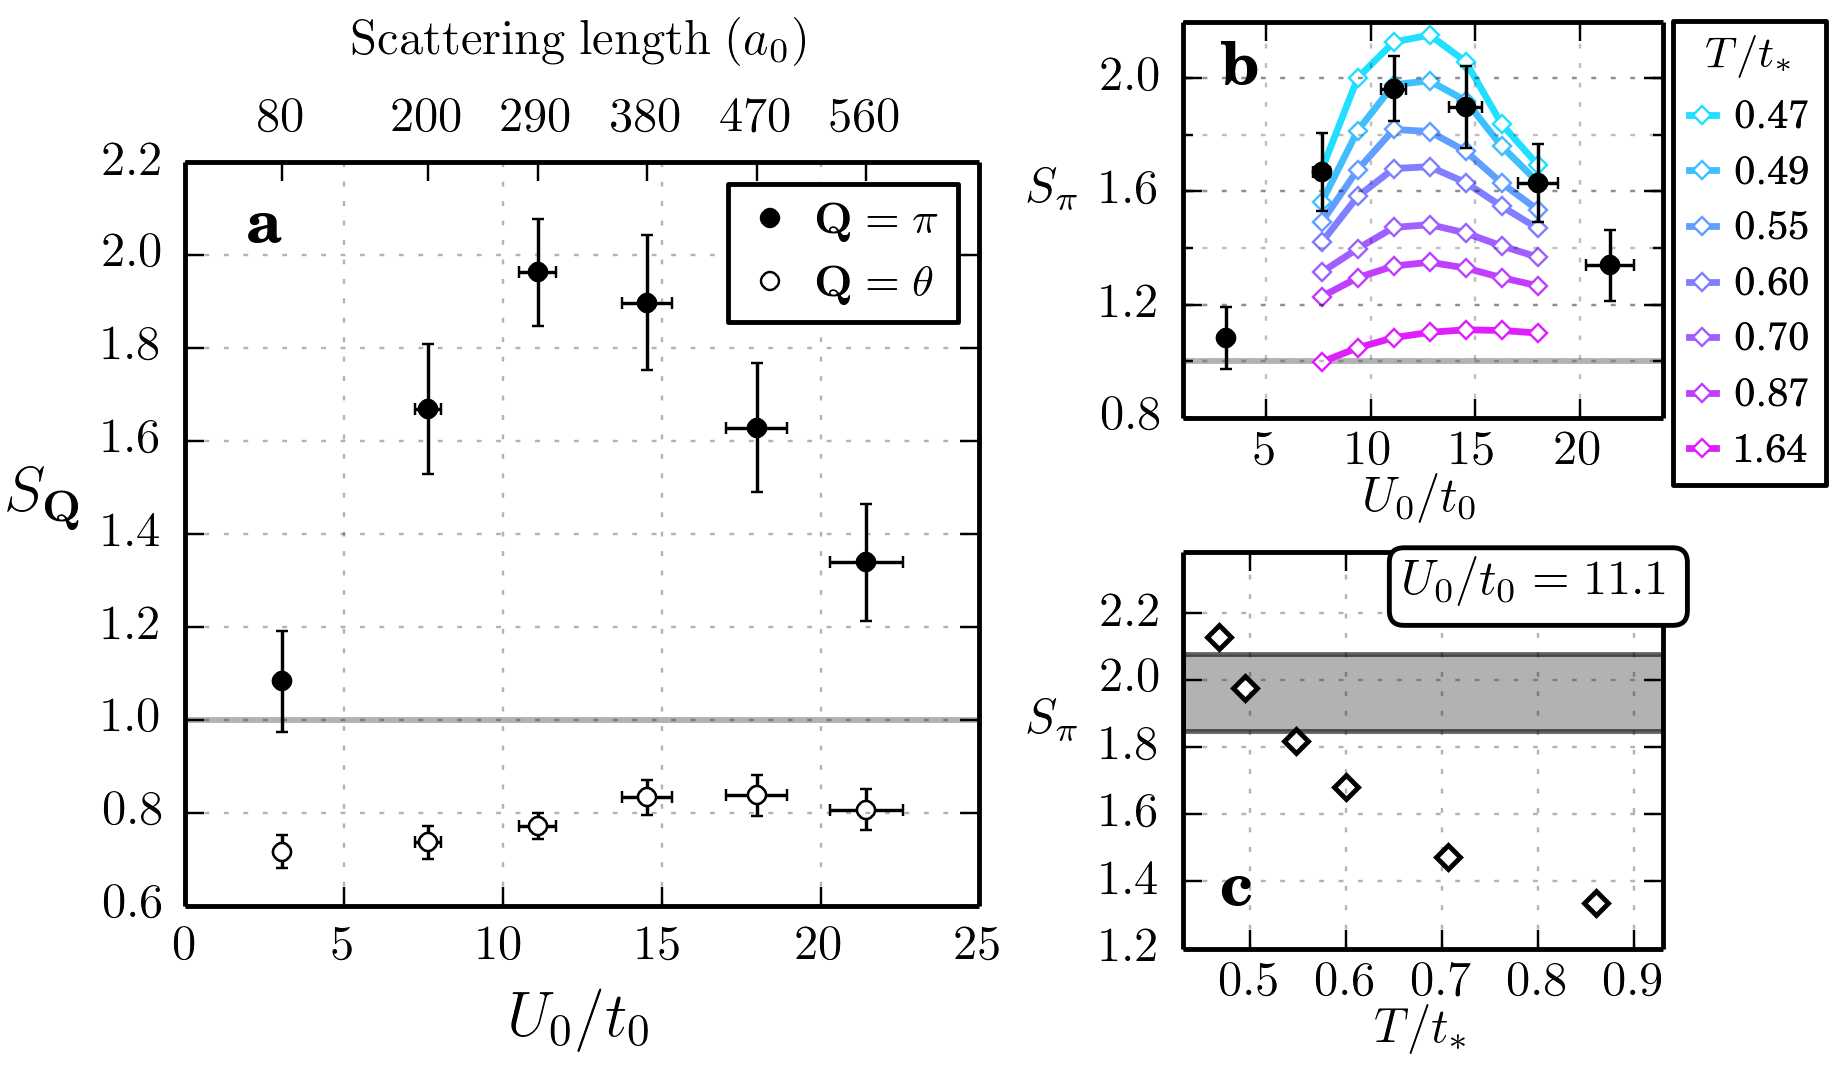 Scattering length (a₀)
80 200 290 380 470 560
a
Q = π
Q = θ
2.2
2.0
1.8
1.6
1.4
1.2
1.0
0.8
0.6
S_Q
0 5 10 15 20 25
U₀/t₀
b
2.0
1.6
1.2
0.8
S_π
5 10 15 20
U₀/t₀
T/t_*
0.47
0.49
0.55
0.60
0.70
0.87
1.64
U₀/t₀ = 11.1
2.2
2.0
1.8
1.6
1.4
1.2
S_π
c
0.5 0.6 0.7 0.8 0.9
T/t_*